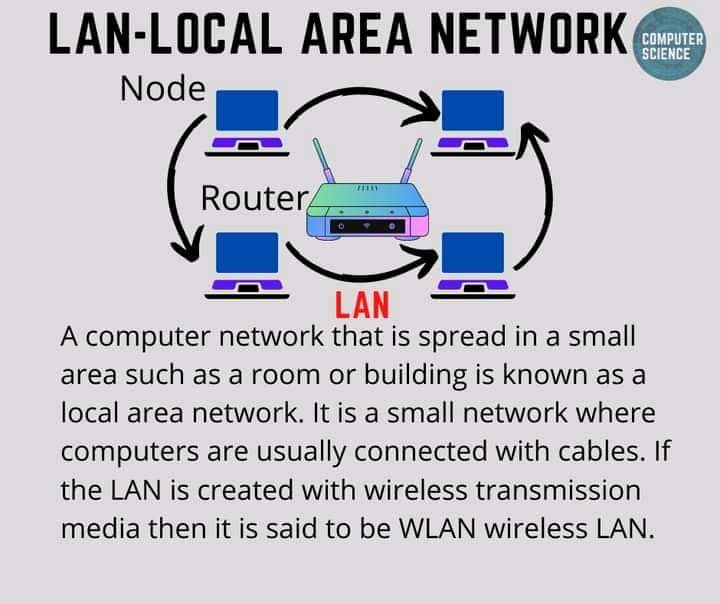 LAN-LOCAL AREA NETWORK
COMPUTER
SCIENCE
Node
Router
LAN
A computer network that is spread in a small
area such as a room or building is known as a
local area network. It is a small network where
computers are usually connected with cables. If
the LAN is created with wireless transmission
media then it is said to be WLAN wireless LAN.